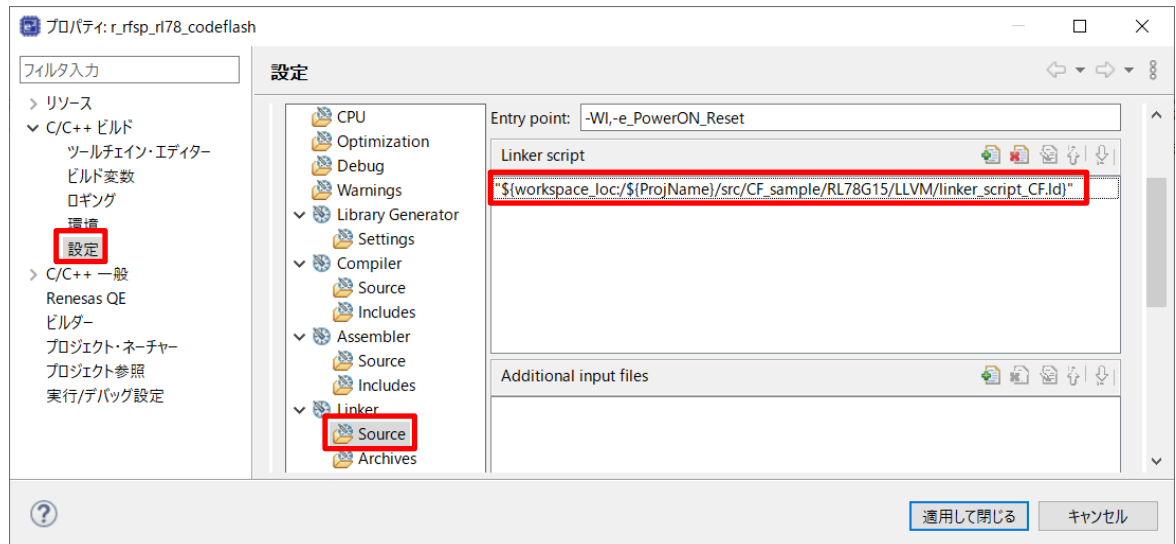 プロパティ: r_rfsp_rl78_codeflash
フィルタ入力
設定
リソース
C/C++ ビルド
ツールチェイン・エディター
ビルド変数
ロギング
環境
設定
C/C++ 一般
Renesas QE
ビルダー
プロジェクト・ネーチャー
プロジェクト参照
実行/デバッグ設定
CPU
Optimization
Debug
Warnings
Library Generator
Settings
Compiler
Source
Includes
Assembler
Source
Includes
Linker
Source
Archives
Entry point: -Wl,-e_PowerON_Reset
Linker script
"${workspace_loc:/${ProjName}/src/CF_sample/RL78G15/LLVM/linker_script_CF.ld}"
Additional input files
適用して閉じる
キャンセル